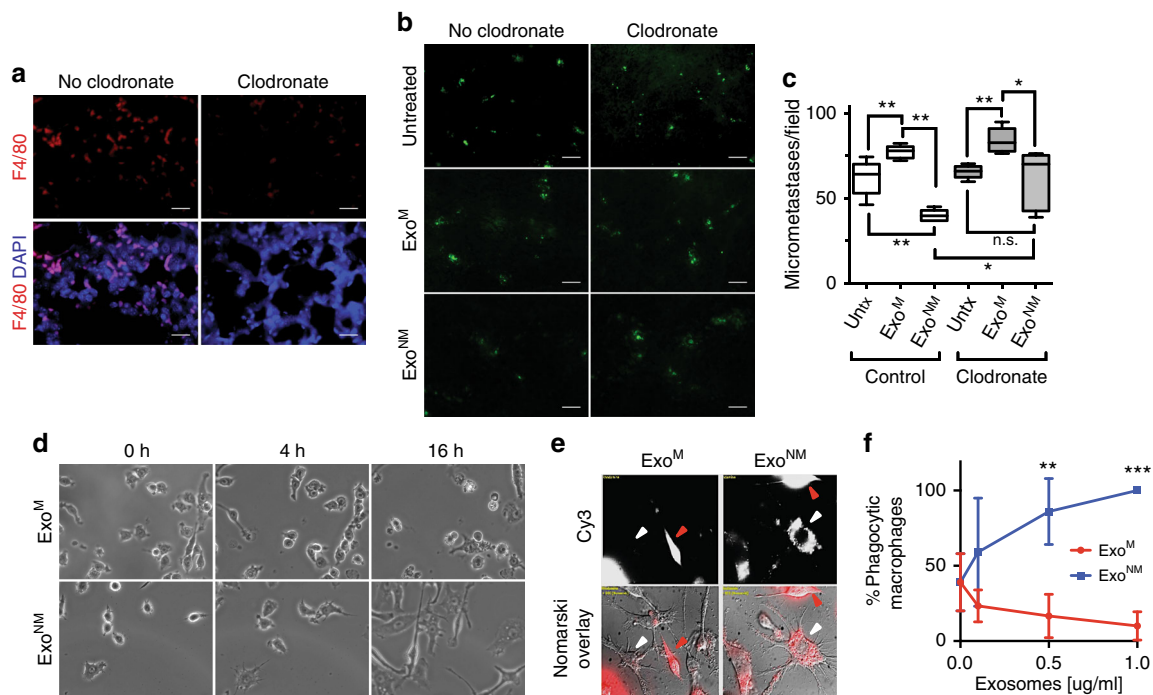 a
No clodronate Clodronate
F4/80
F4/80 DAPI
b
No clodronate Clodronate
Untreated
Exo^M
Exo^NM
c
Micrometastases/field
100
50
0
** ** ** ** * n.s. *
Untx Exo^M Exo^NM Untx Exo^M Exo^NM
Control Clodronate
d
0 h 4 h 16 h
Exo^M
Exo^NM
e
Exo^M Exo^NM
Cy3
Nomarski
overlay
f
** ***
% Phagocytic
macrophages
100
50
0
Exo^M
Exo^NM
0.0 0.5 1.0
Exosomes [ug/ml]